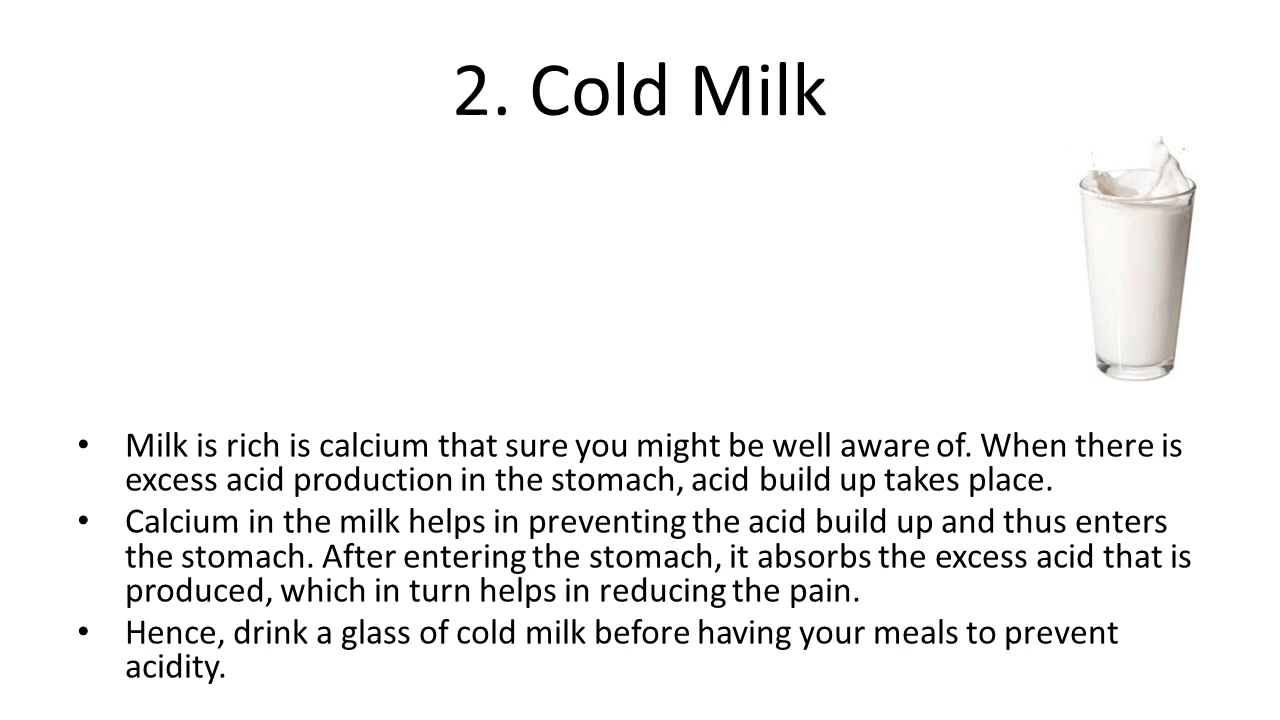 2. Cold Milk
• Milk is rich is calcium that sure you might be well aware of. When there is
excess acid production in the stomach, acid build up takes place.
• Calcium in the milk helps in preventing the acid build up and thus enters
the stomach. After entering the stomach, it absorbs the excess acid that is
produced, which in turn helps in reducing the pain.
• Hence, drink a glass of cold milk before having your meals to prevent
acidity.